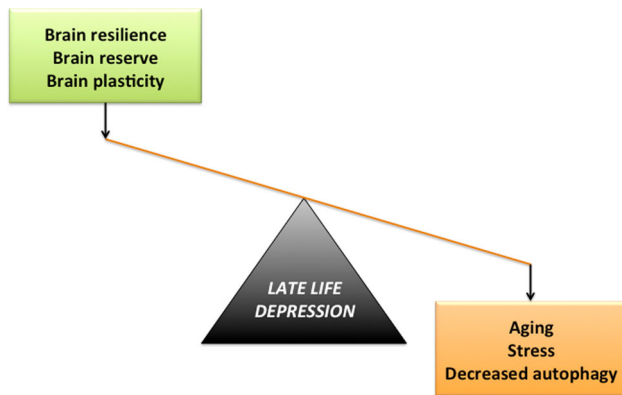 Brain resilience
Brain reserve
Brain plasticity
LATE LIFE
DEPRESSION
Aging
Stress
Decreased autophagy